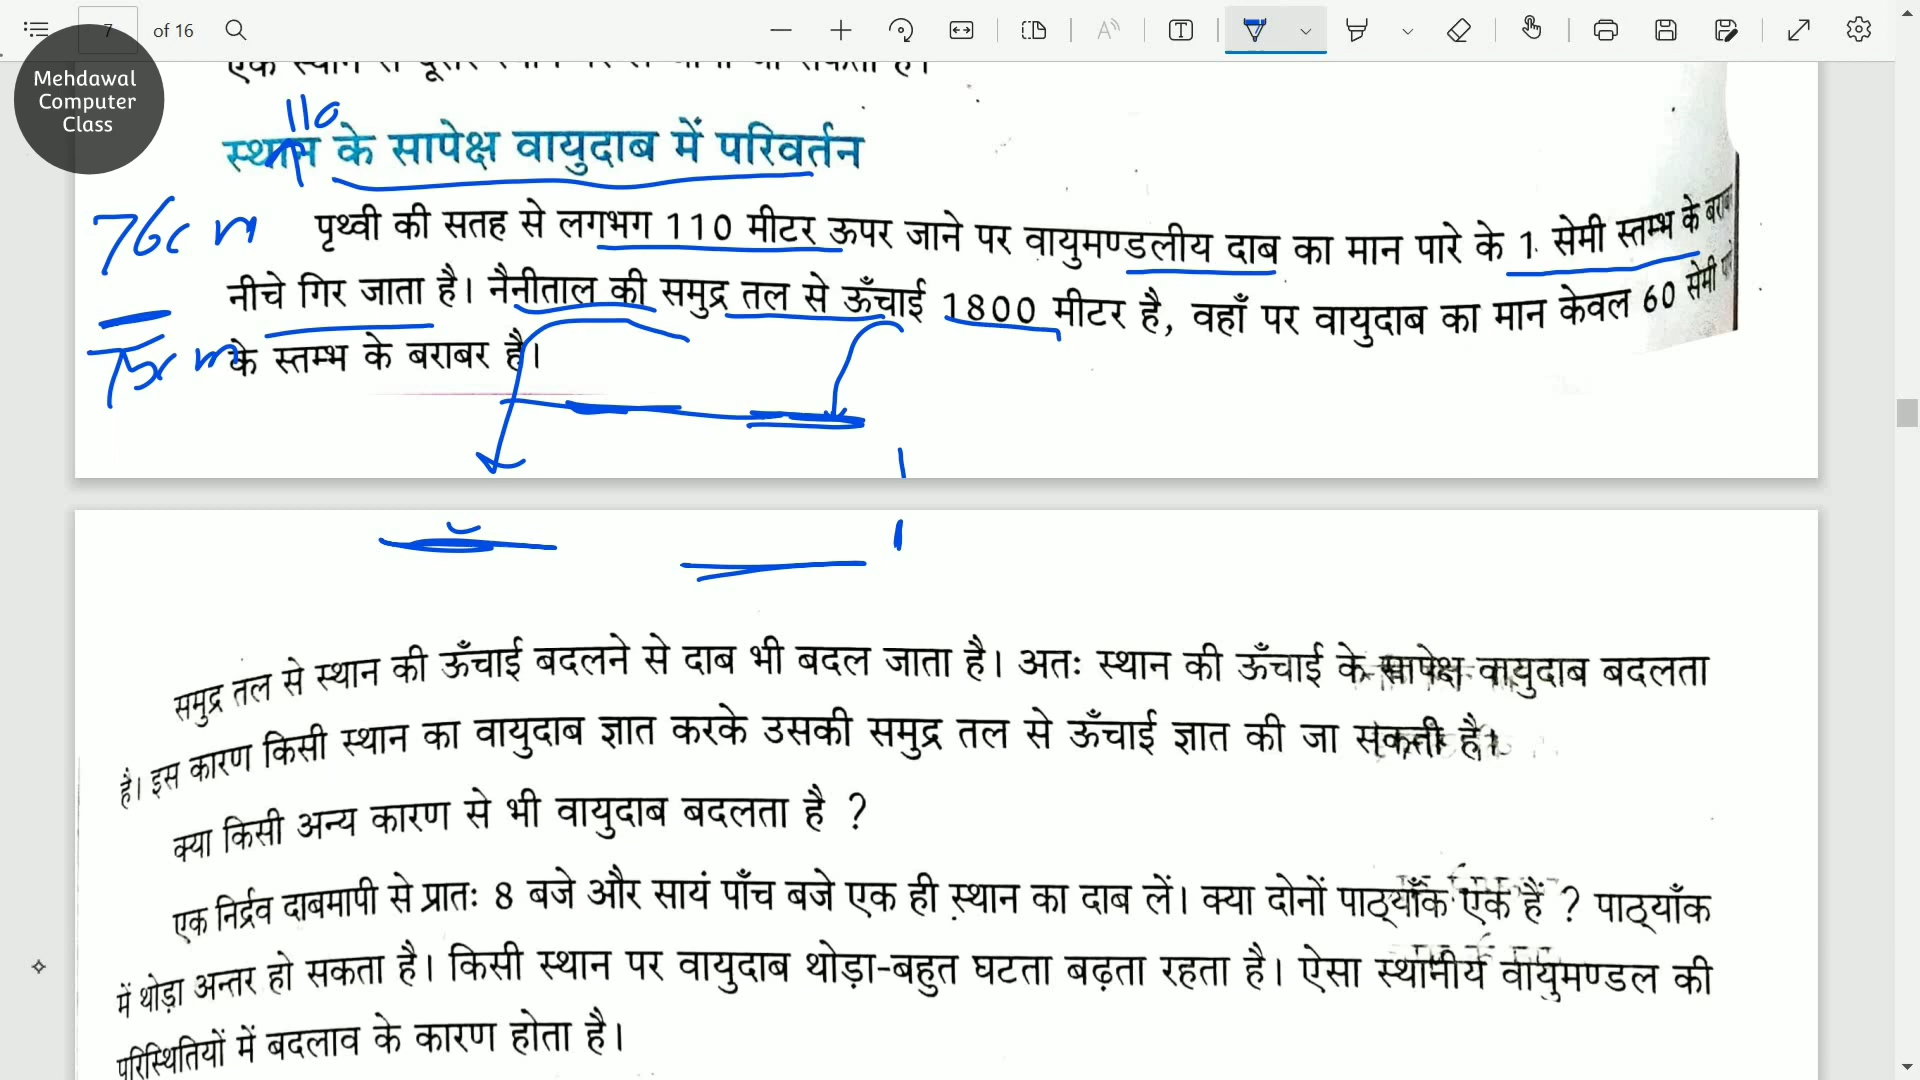 7 of 16
Mehdawal
Computer
Class
110
स्थान के सापेक्ष वायुदाब में परिवर्तन
76cm
पृथ्वी की सतह से लगभग 110 मीटर ऊपर जाने पर वायुमण्डलीय दाब का मान पारे के 1 सेमी स्तम्भ के बराबर
नीचे गिर जाता है। नैनीताल की समुद्र तल से ऊँचाई 1800 मीटर है, वहाँ पर वायुदाब का मान केवल 60 सेमी
75cm
के स्तम्भ के बराबर है।
समुद्र तल से स्थान की ऊँचाई बदलने से दाब भी बदल जाता है। अतः स्थान की ऊँचाई के सापेक्ष वायुदाब बदलता
है। इस कारण किसी स्थान का वायुदाब ज्ञात करके उसकी समुद्र तल से ऊँचाई ज्ञात की जा सकती है।
क्या किसी अन्य कारण से भी वायुदाब बदलता है ?
एक निर्द्रव दाबमापी से प्रातः 8 बजे और सायं पाँच बजे एक ही स्थान का दाब लें। क्या दोनों पाठ्याँक एक हैं ? पाठ्याँक
में थोड़ा अन्तर हो सकता है। किसी स्थान पर वायुदाब थोड़ा-बहुत घटता बढ़ता रहता है। ऐसा स्थानीय वायुमण्डल की
परिस्थितियों में बदलाव के कारण होता है।